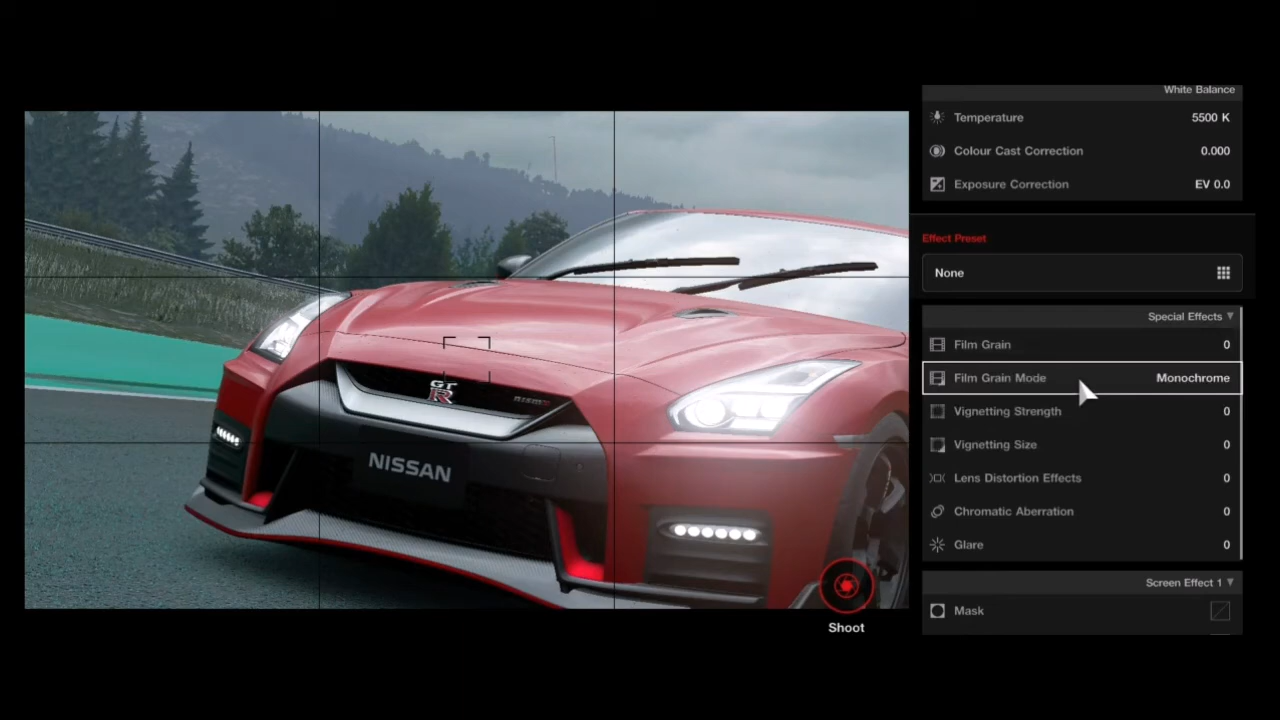 White Balance
Temperature 5500 K
Colour Cast Correction 0.000
Exposure Correction EV 0.0
Effect Preset
None
Special Effects
Film Grain 0
Film Grain Mode Monochrome
Vignetting Strength 0
Vignetting Size 0
Lens Distortion Effects 0
Chromatic Aberration 0
Glare 0
Screen Effect 1
Mask
GT
R
nismo
NISSAN
Shoot